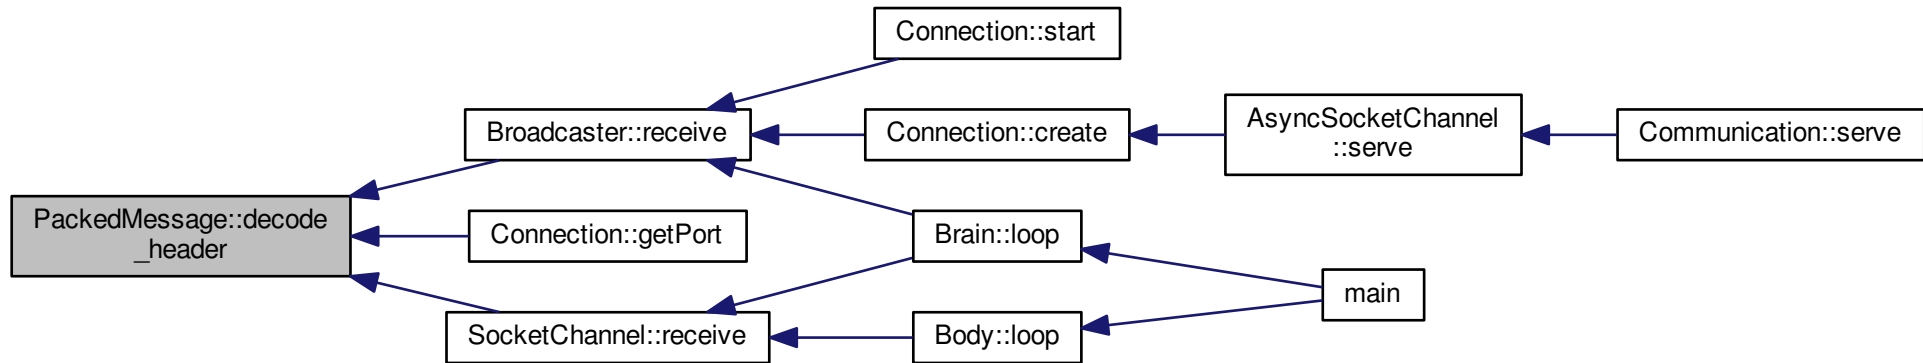 Connection::start
Broadcaster::receive
Connection::create
AsyncSocketChannel
::serve
Communication::serve
PackedMessage::decode
_header
Connection::getPort
Brain::loop
main
SocketChannel::receive
Body::loop